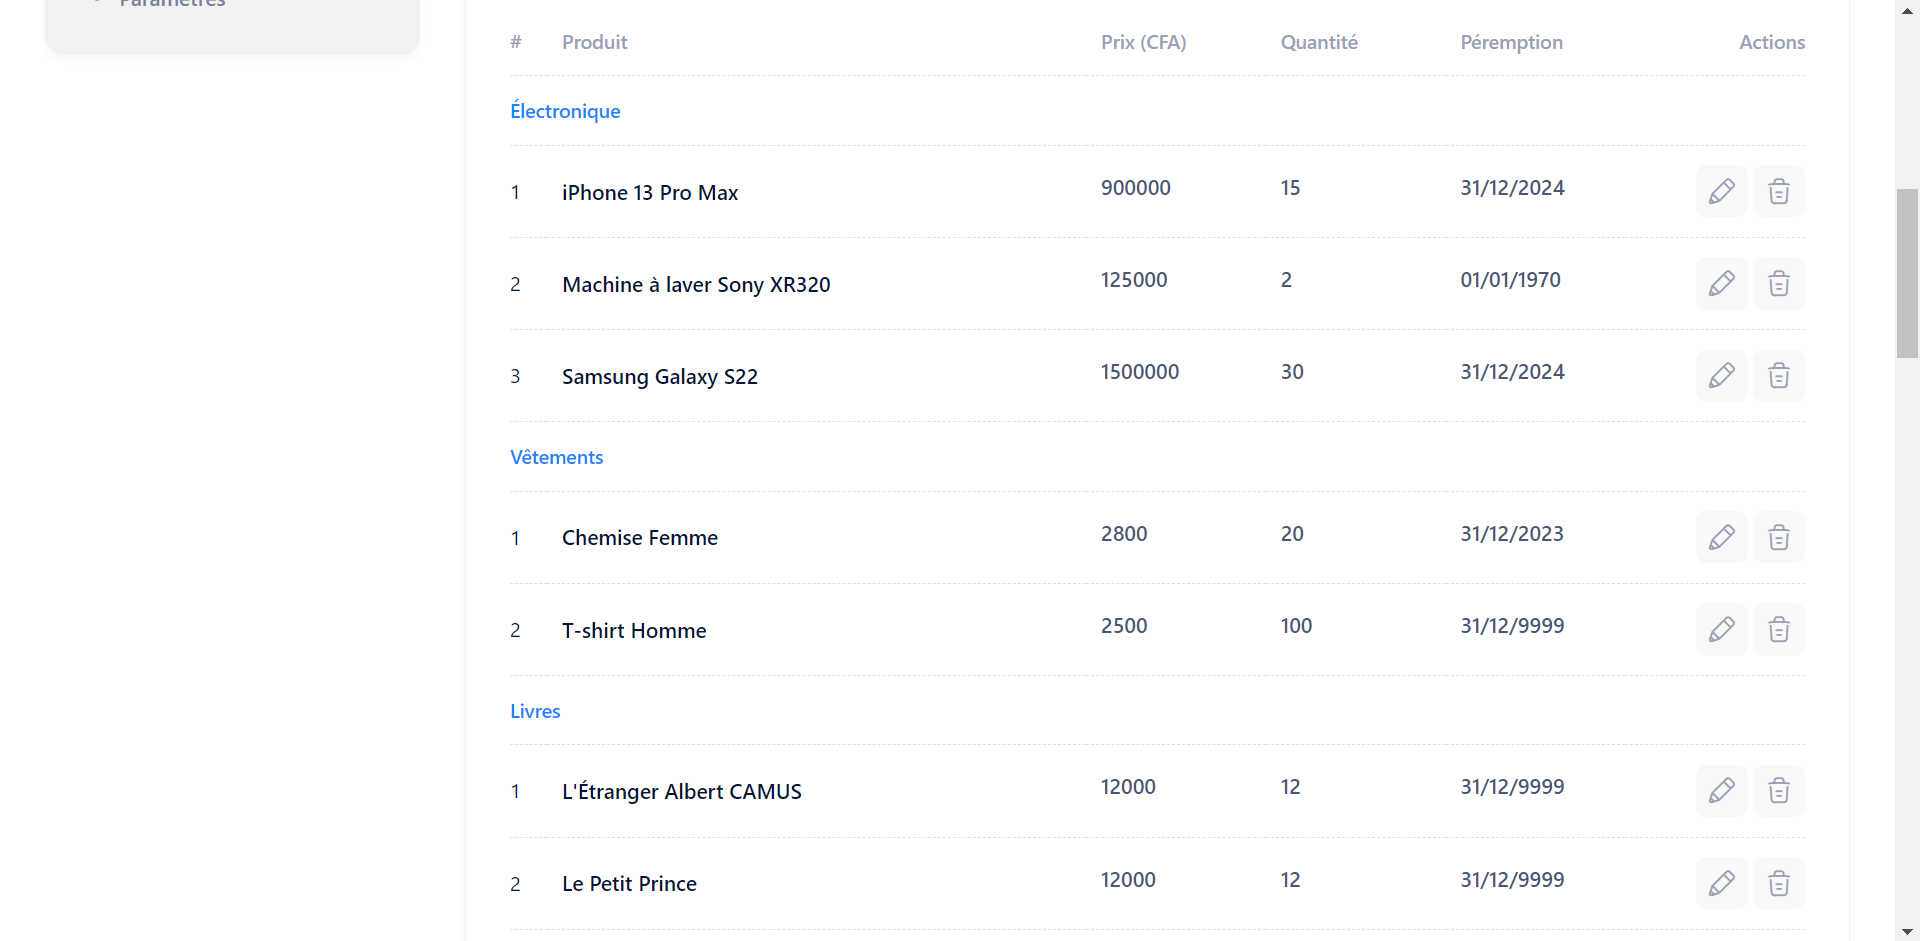 Paramètres
# Produit Prix (CFA) Quantité Péremption Actions
Électronique
1 iPhone 13 Pro Max 900000 15 31/12/2024
2 Machine à laver Sony XR320 125000 2 01/01/1970
3 Samsung Galaxy S22 1500000 30 31/12/2024
Vêtements
1 Chemise Femme 2800 20 31/12/2023
2 T-shirt Homme 2500 100 31/12/9999
Livres
1 L'Étranger Albert CAMUS 12000 12 31/12/9999
2 Le Petit Prince 12000 12 31/12/9999